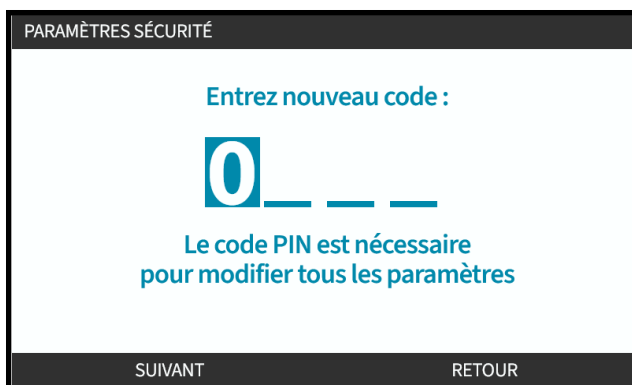 PARAMÈTRES SÉCURITÉ
Entrez nouveau code :
0_ _ _
Le code PIN est nécessaire
pour modifier tous les paramètres
SUIVANT RETOUR